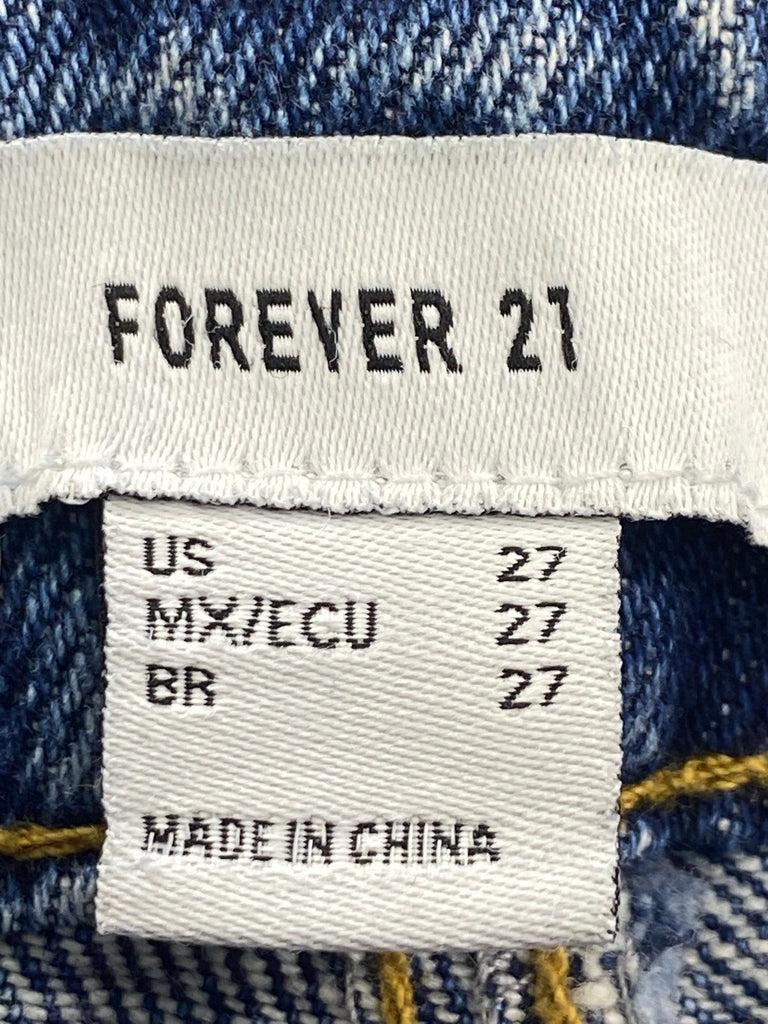 FOREVER 21
US 27
MX/ECU 27
BR 27
MADE IN CHINA